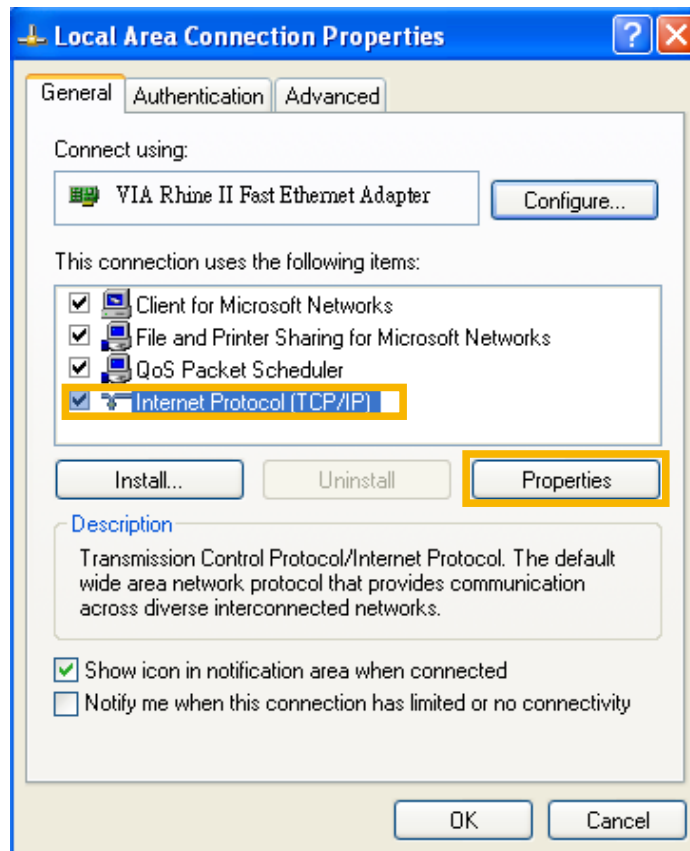 Local Area Connection Properties
General Authentication Advanced
Connect using:
VIA Rhine II Fast Ethernet Adapter Configure...
This connection uses the following items:
Client for Microsoft Networks
File and Printer Sharing for Microsoft Networks
QoS Packet Scheduler
Internet Protocol (TCP/IP)
Install... Uninstall Properties
Description
Transmission Control Protocol/Internet Protocol. The default
wide area network protocol that provides communication
across diverse interconnected networks.
Show icon in notification area when connected
Notify me when this connection has limited or no connectivity
OK Cancel